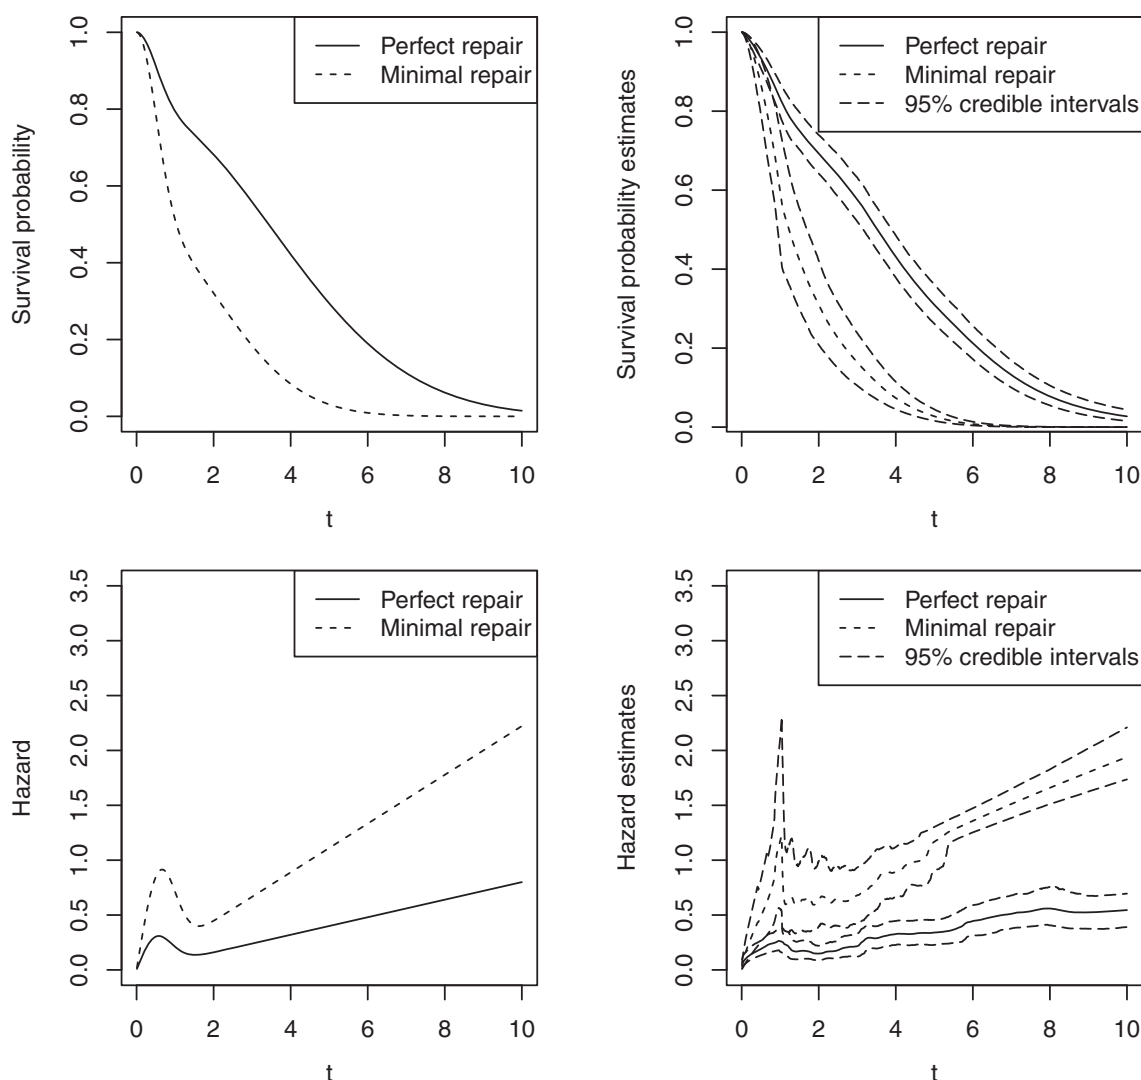 Survival probability
1.0
0.8
0.6
0.4
0.2
0.0
Perfect repair
Minimal repair
0 2 4 6 8 10
t
Survival probability estimates
1.0
0.8
0.6
0.4
0.2
0.0
Perfect repair
Minimal repair
95% credible intervals
0 2 4 6 8 10
t
Hazard
3.5
3.0
2.5
2.0
1.5
1.0
0.5
0.0
Perfect repair
Minimal repair
0 2 4 6 8 10
t
Hazard estimates
3.5
3.0
2.5
2.0
1.5
1.0
0.5
0.0
Perfect repair
Minimal repair
95% credible intervals
0 2 4 6 8 10
t